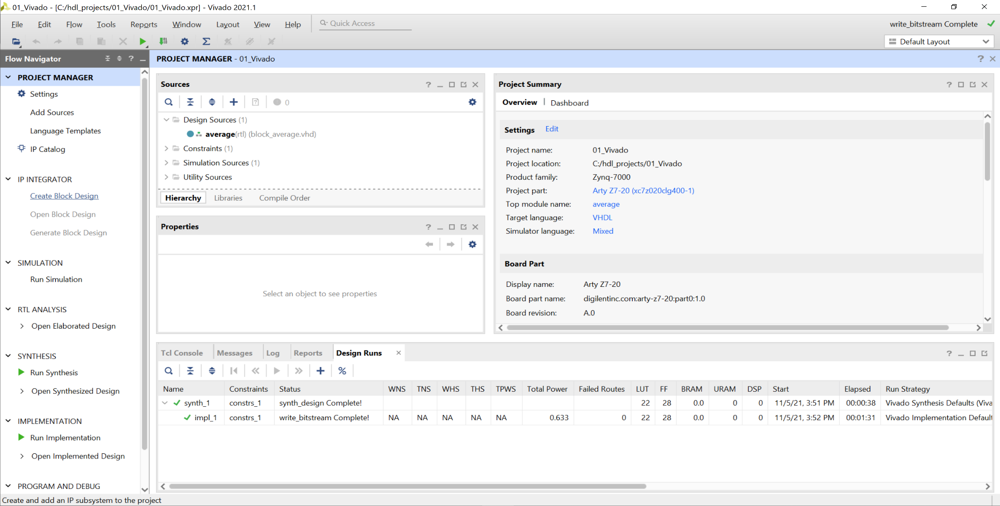 01_Vivado - [C:/hdl_projects/01_Vivado/01_Vivado.xpr] - Vivado 2021.1
File Edit Flow Tools Reports Window Layout View Help Quick Access
write_bitstream Complete
Default Layout
Flow Navigator
PROJECT MANAGER
Settings
Add Sources
Language Templates
IP Catalog
IP INTEGRATOR
Create Block Design
Open Block Design
Generate Block Design
SIMULATION
Run Simulation
RTL ANALYSIS
Open Elaborated Design
SYNTHESIS
Run Synthesis
Open Synthesized Design
IMPLEMENTATION
Run Implementation
Open Implemented Design
PROGRAM AND DEBUG
PROJECT MANAGER - 01_Vivado
Sources
0
Design Sources (1)
average(rtl) (block_average.vhd)
Constraints (1)
Simulation Sources (1)
Utility Sources
Hierarchy Libraries Compile Order
Properties
Select an object to see properties
Project Summary
Overview | Dashboard
Settings Edit
Project name: 01_Vivado
Project location: C:/hdl_projects/01_Vivado
Product family: Zynq-7000
Project part: Arty Z7-20 (xc7z020clg400-1)
Top module name: average
Target language: VHDL
Simulator language: Mixed
Board Part
Display name: Arty Z7-20
Board part name: digilentinc.com:arty-z7-20:part0:1.0
Board revision: A.0
Tcl Console Messages Log Reports Design Runs
Name Constraints Status WNS TNS WHS THS TPWS Total Power Failed Routes LUT FF BRAM URAM DSP Start Elapsed Run Strategy
synth_1 constrs_1 synth_design Complete! 22 28 0.0 0 0 11/5/21, 3:51 PM 00:00:38 Vivado Synthesis Defaults (Viva
impl_1 constrs_1 write_bitstream Complete! NA NA NA NA NA 0.633 0 22 28 0.0 0 0 11/5/21, 3:52 PM 00:01:31 Vivado Implementation Default
Create and add an IP subsystem to the project